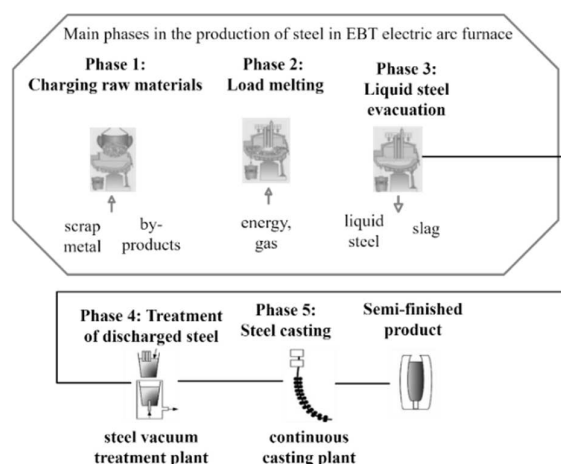 Main phases in the production of steel in EBT electric arc furnace
Phase 1:
Charging raw materials
Phase 2:
Load melting
Phase 3:
Liquid steel
evacuation
scrap
metal
by-
products
energy,
gas
liquid
steel
slag
Phase 4: Treatment
of discharged steel
Phase 5:
Steel casting
Semi-finished
product
steel vacuum
treatment plant
continuous
casting plant